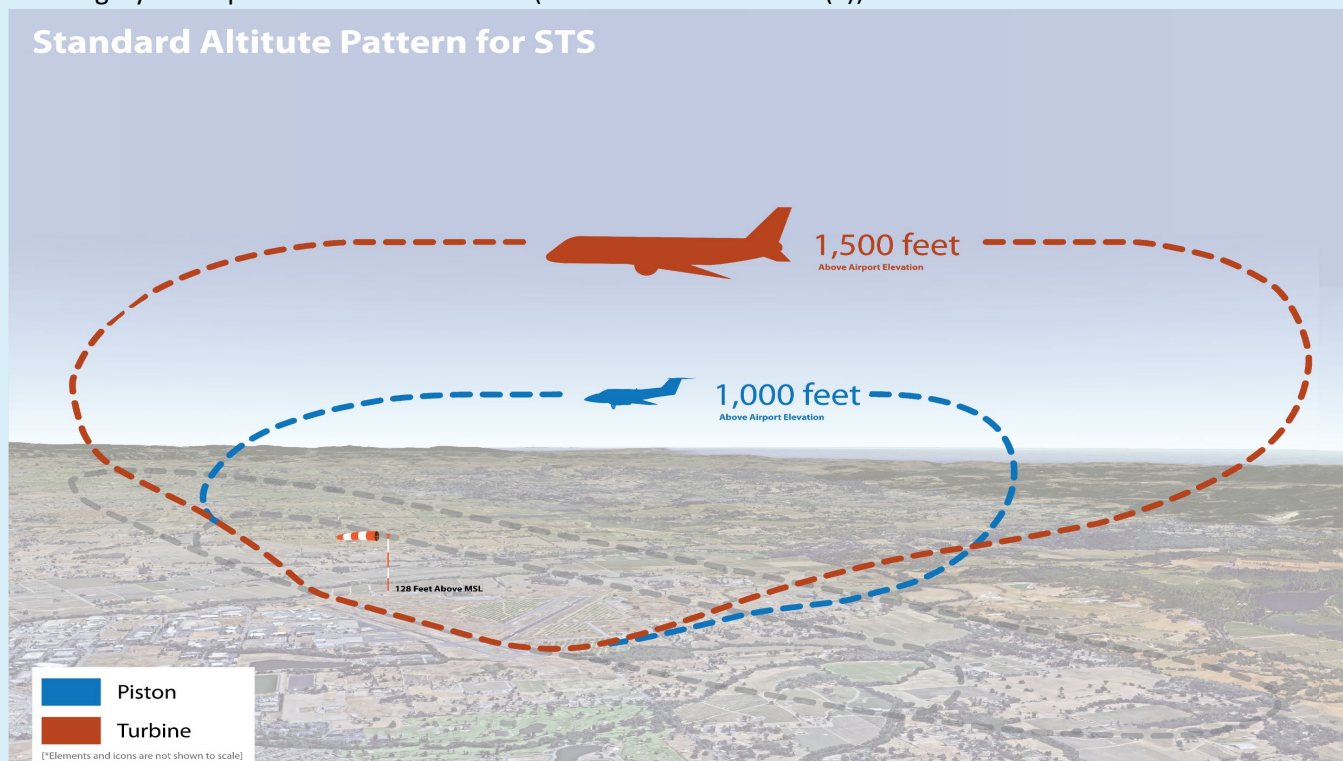 Standard Altitute Pattern for STS
1,500 feet
Above Airport Elevation
1,000 feet
Above Airport Elevation
128 Feet Above MSL
Piston
Turbine
[*Elements and icons are not shown to scale]